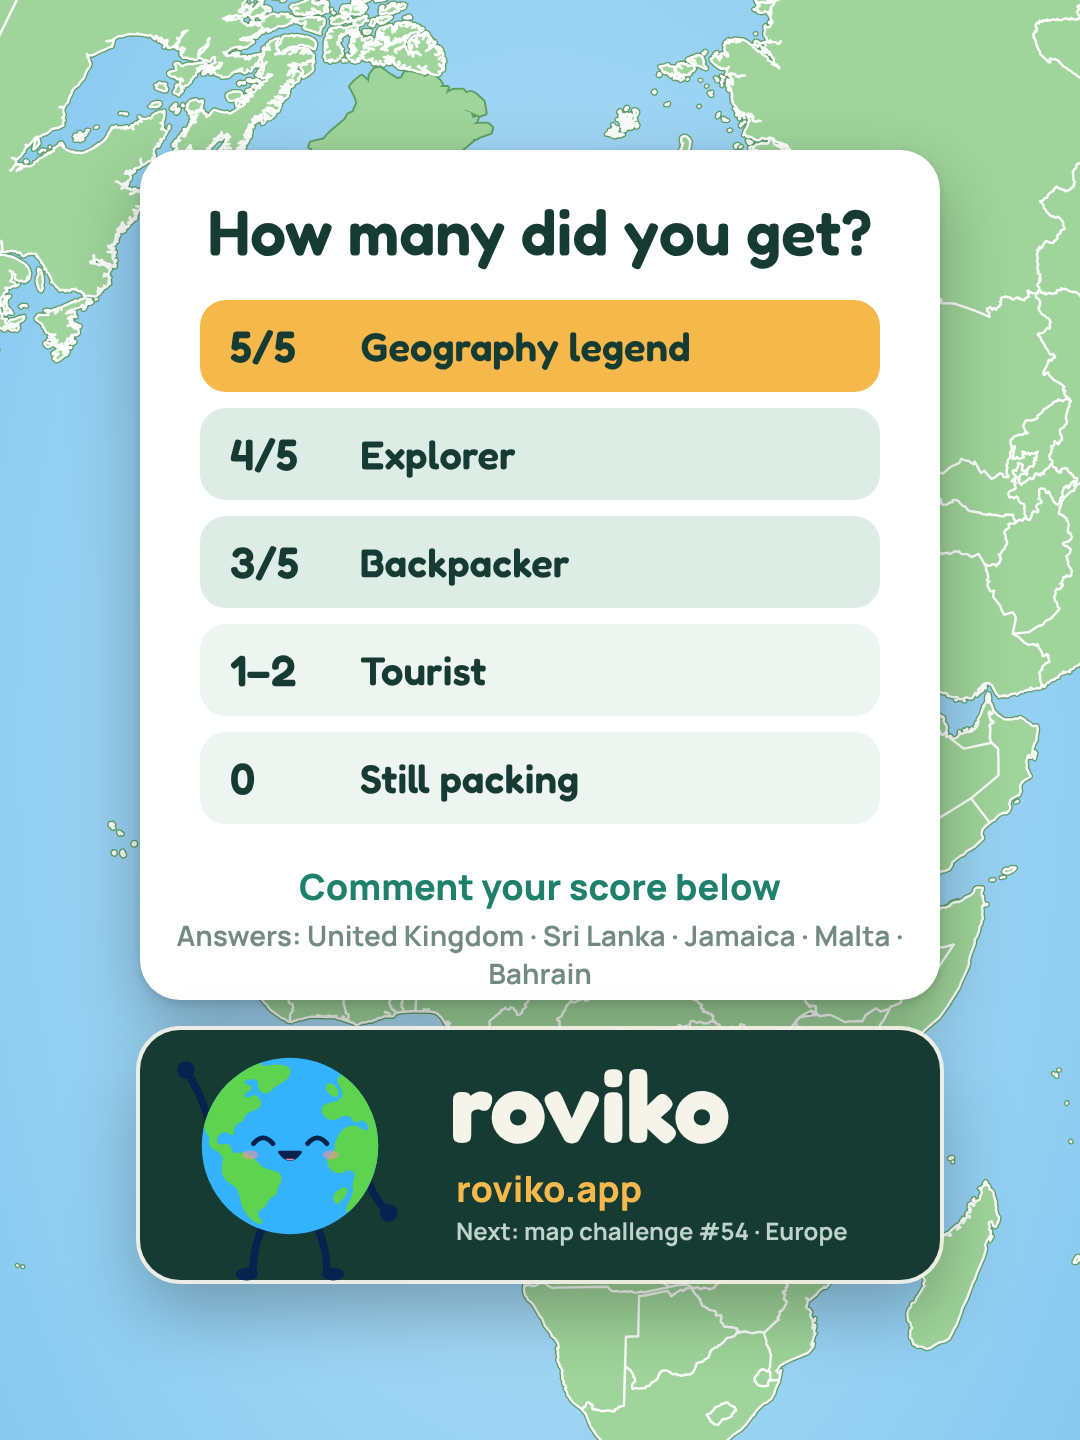 How many did you get?
5/5 Geography legend
4/5 Explorer
3/5 Backpacker
1–2 Tourist
0 Still packing
Comment your score below
Answers: United Kingdom · Sri Lanka · Jamaica · Malta ·
Bahrain
roviko
roviko.app
Next: map challenge #54 · Europe